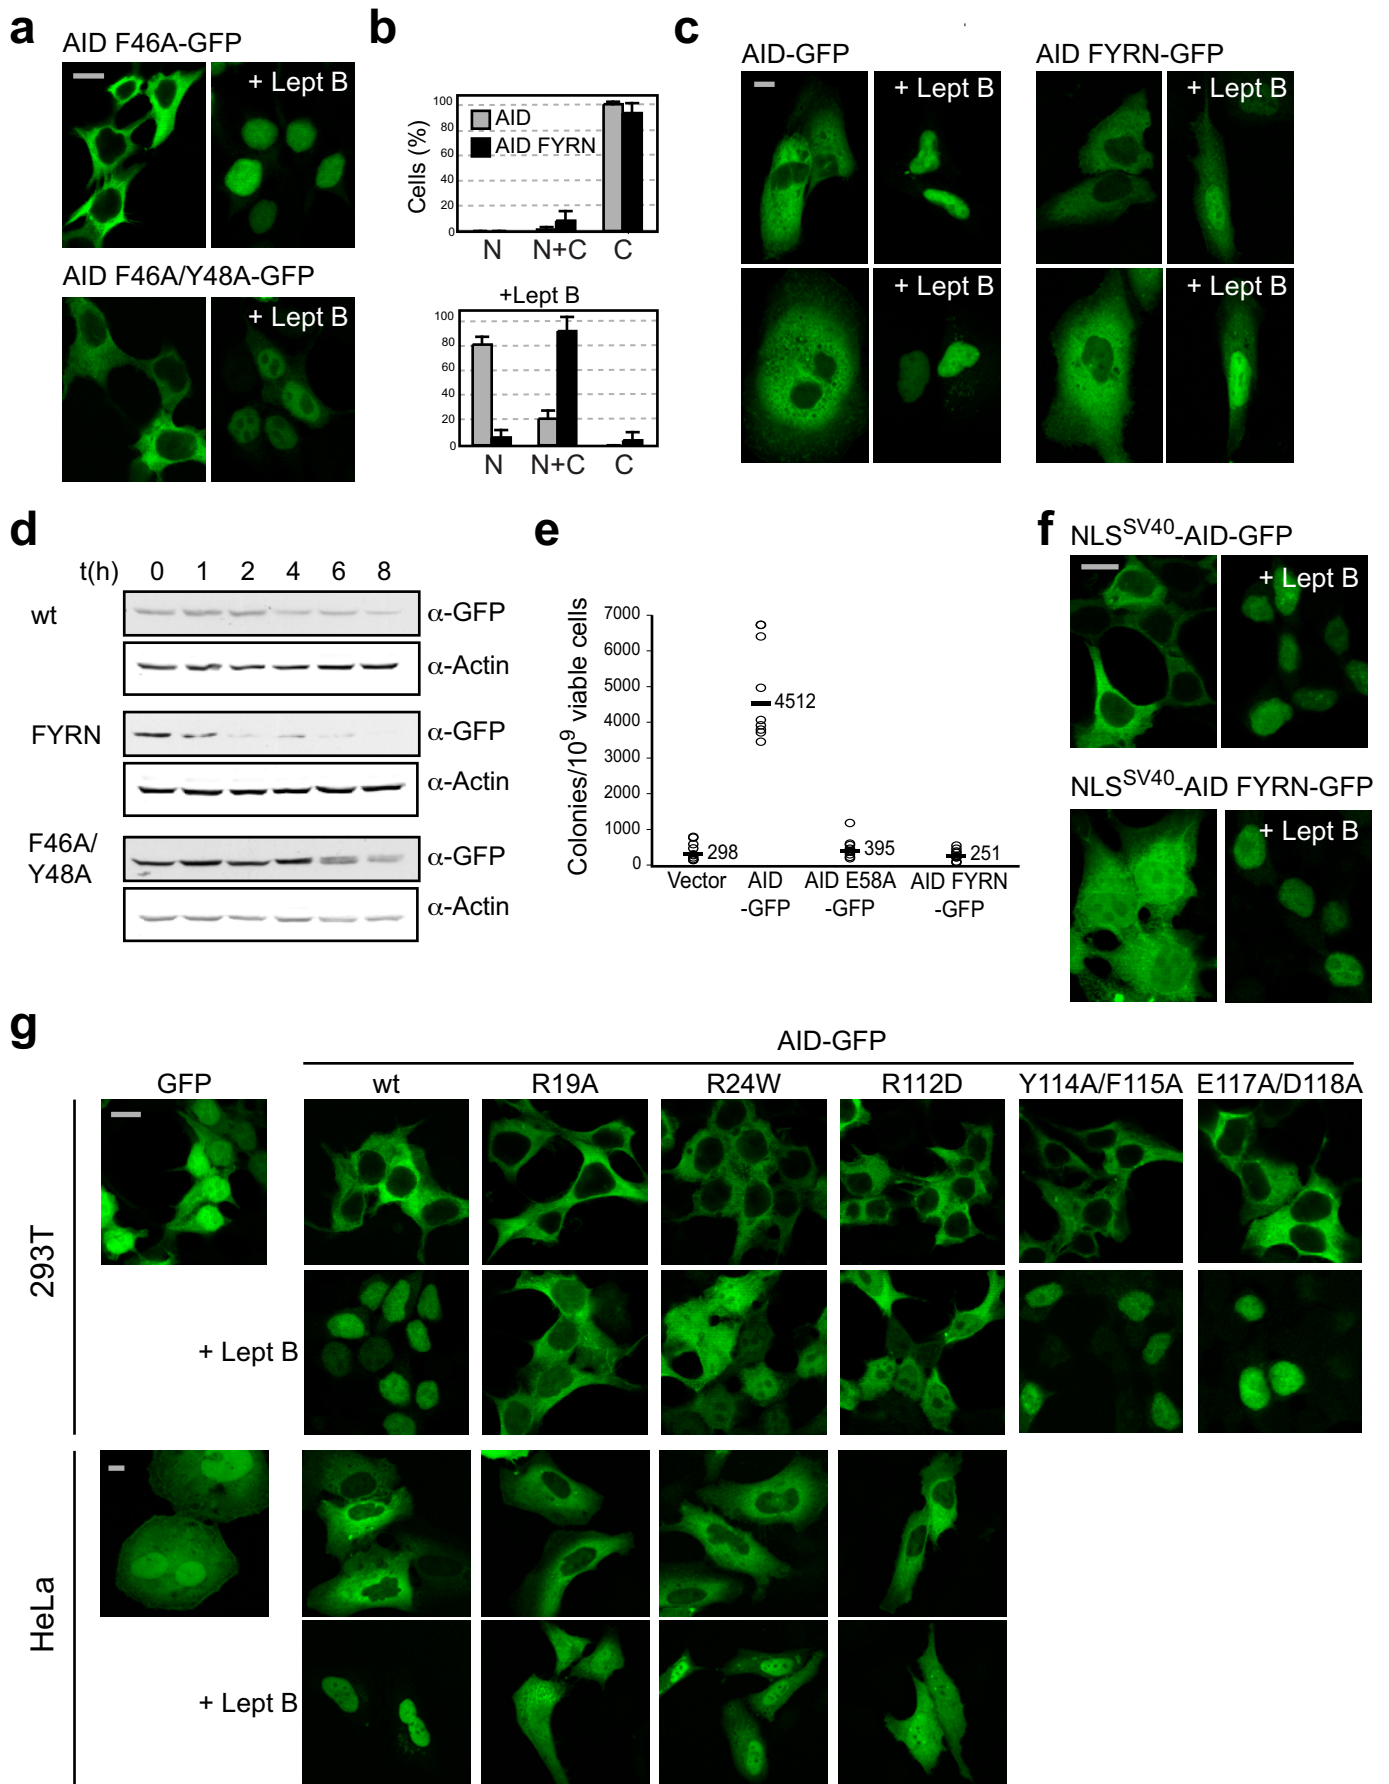 a
AID F46A-GFP
+ Lept B
AID F46A/Y48A-GFP
+ Lept B
b
Cells (%)
100
80
60
40
20
0
AID
AID FYRN
N N+C C
+Lept B
100
80
60
40
20
0
N N+C C
c
AID-GFP AID FYRN-GFP
+ Lept B + Lept B
+ Lept B + Lept B
d
t(h) 0 1 2 4 6 8
wt α-GFP
α-Actin
FYRN α-GFP
α-Actin
F46A/
Y48A
α-GFP
α-Actin
e
Colonies/10⁹ viable cells
7000
6000
5000
4000
3000
2000
1000
0
298
4512
395
251
Vector AID AID E58A AID FYRN
-GFP -GFP -GFP
f
NLSSV40-AID-GFP
+ Lept B
NLSSV40-AID FYRN-GFP
+ Lept B
g
AID-GFP
GFP wt R19A R24W R112D Y114A/F115A E117A/D118A
293T
+ Lept B
HeLa
+ Lept B